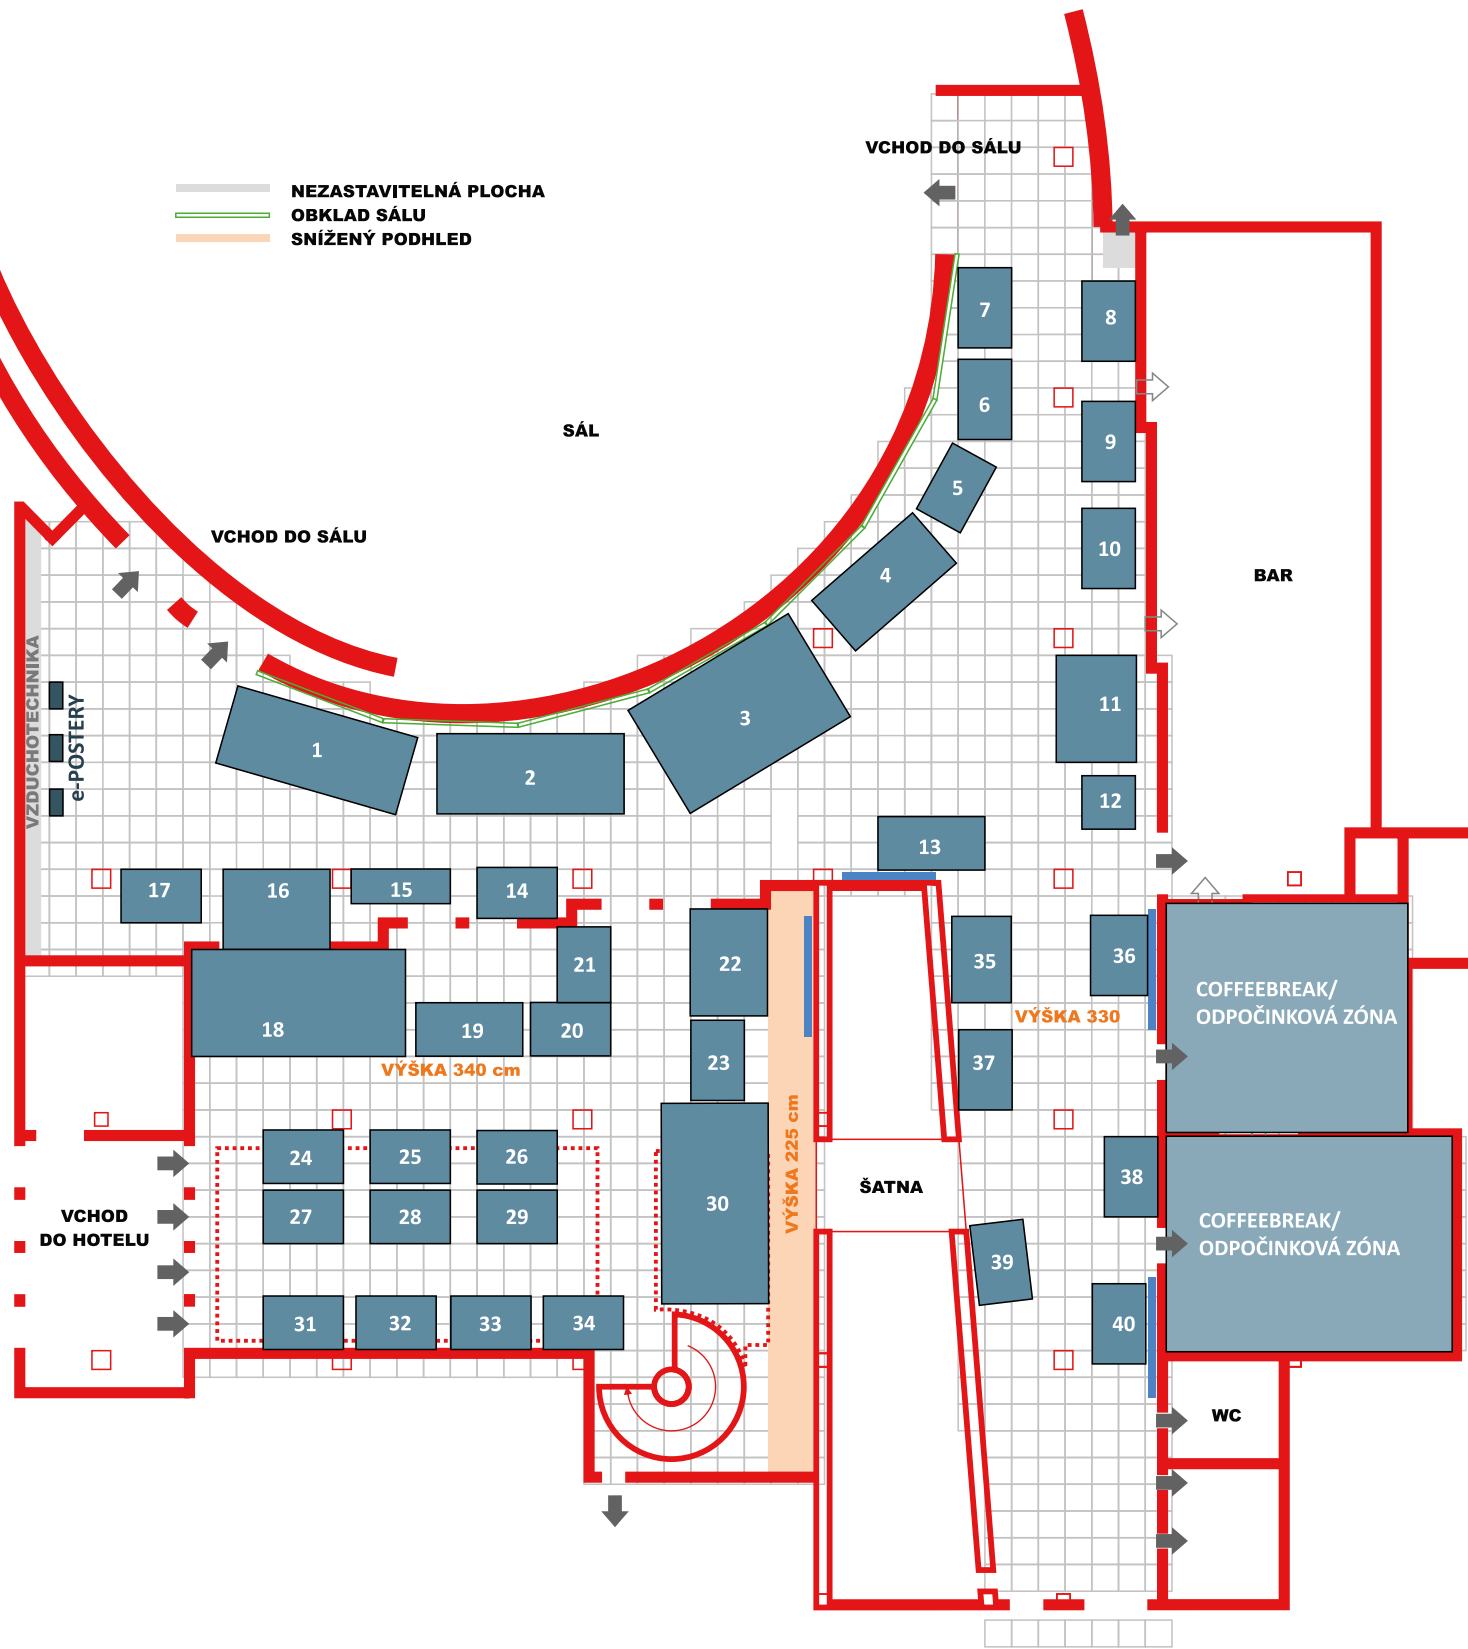 VCHOD DO SÁLU
NEZASTAVITELNÁ PLOCHA
OBKLAD SÁLU
SNÍŽENÝ PODHLED
7
8
6
SÁL
9
5
VCHOD DO SÁLU
10
4
BAR
VZDUCHOTECHNIKA
e-POSTERY
1
2
3
11
12
13
17
16
15
14
21
22
35
36
COFFEEBREAK/
ODPOČINKOVÁ ZÓNA
18
19
20
VÝŠKA 330
VÝŠKA 340 cm
23
37
24
25
26
VÝŠKA 225 cm
ŠATNA
38
VCHOD
DO HOTELU
27
28
29
30
COFFEEBREAK/
ODPOČINKOVÁ ZÓNA
39
31
32
33
34
40
WC